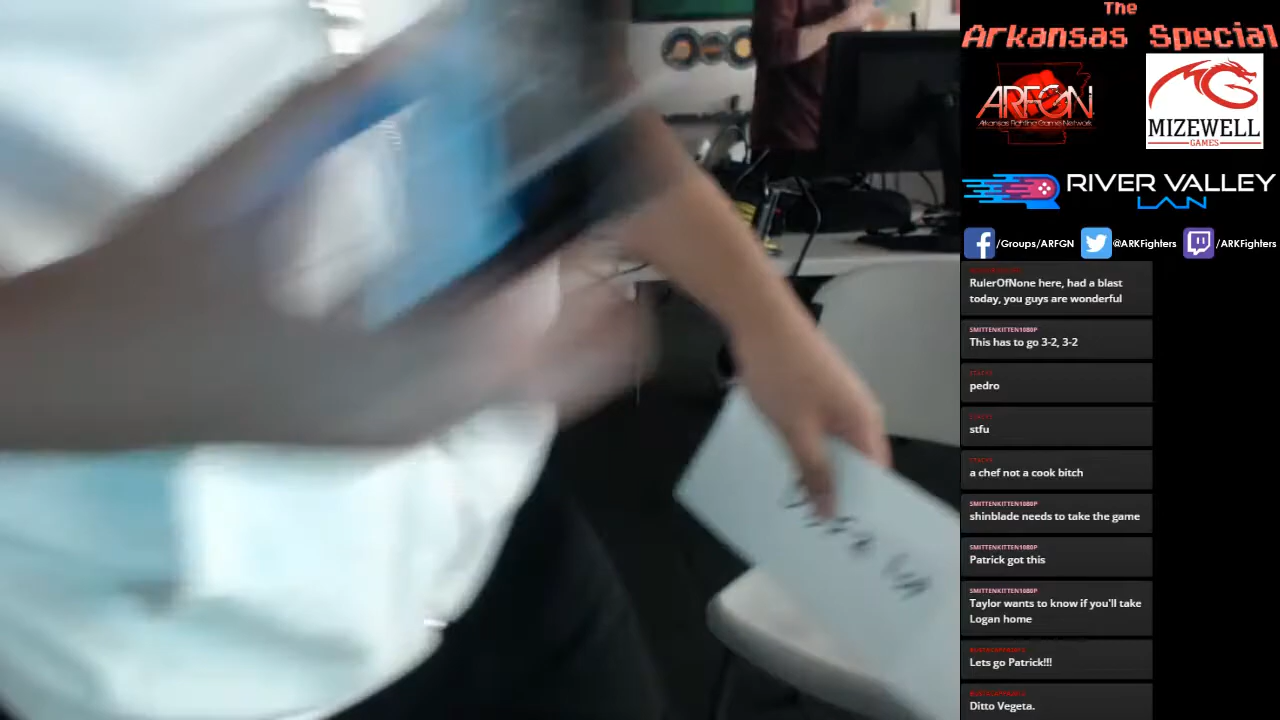 The
Arkansas Special
ARFGN
Arkansas Fighting Game Network
MIZEWELL
GAMES
RIVER VALLEY
LAN
/Groups/ARFGN
@ARKFighters
/ARKFighters
RulerOfNone here, had a blast
today, you guys are wonderful
SMITTENKITTEN1080P
This has to go 3-2, 3-2
pedro
stfu
a chef not a cook bitch
SMITTENKITTEN1080P
shinblade needs to take the game
SMITTENKITTEN1080P
Patrick got this
SMITTENKITTEN1080P
Taylor wants to know if you'll take
Logan home
Lets go Patrick!!!
Ditto Vegeta.